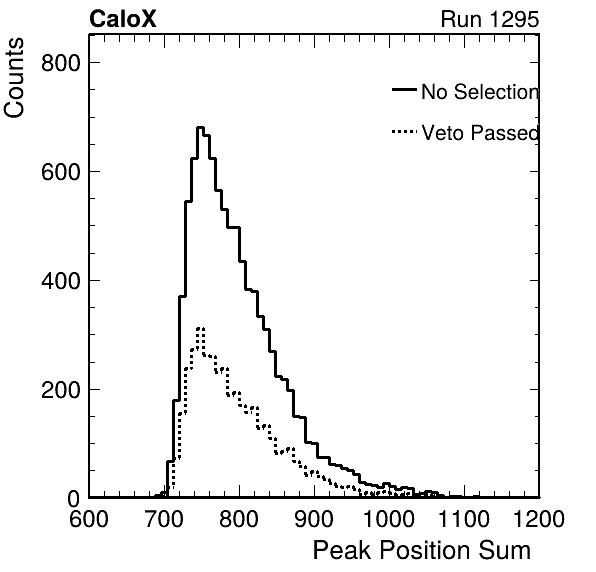 CaloX Run 1295
Counts
800
No Selection
Veto Passed
600
400
200
0
600 700 800 900 1000 1100 1200
Peak Position Sum